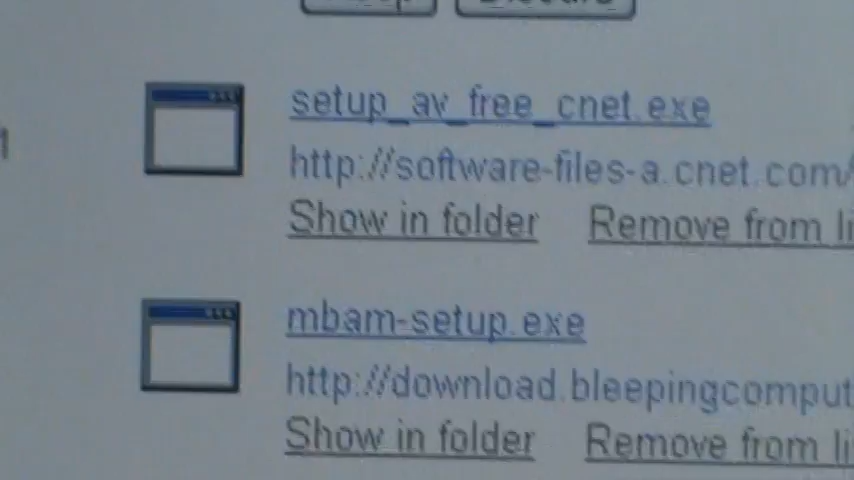 setup_av_free_cnet.exe
http://software-files-a.cnet.com/
Show in folder Remove from li
mbam-setup.exe
http://download.bleepingcomput
Show in folder Remove from li